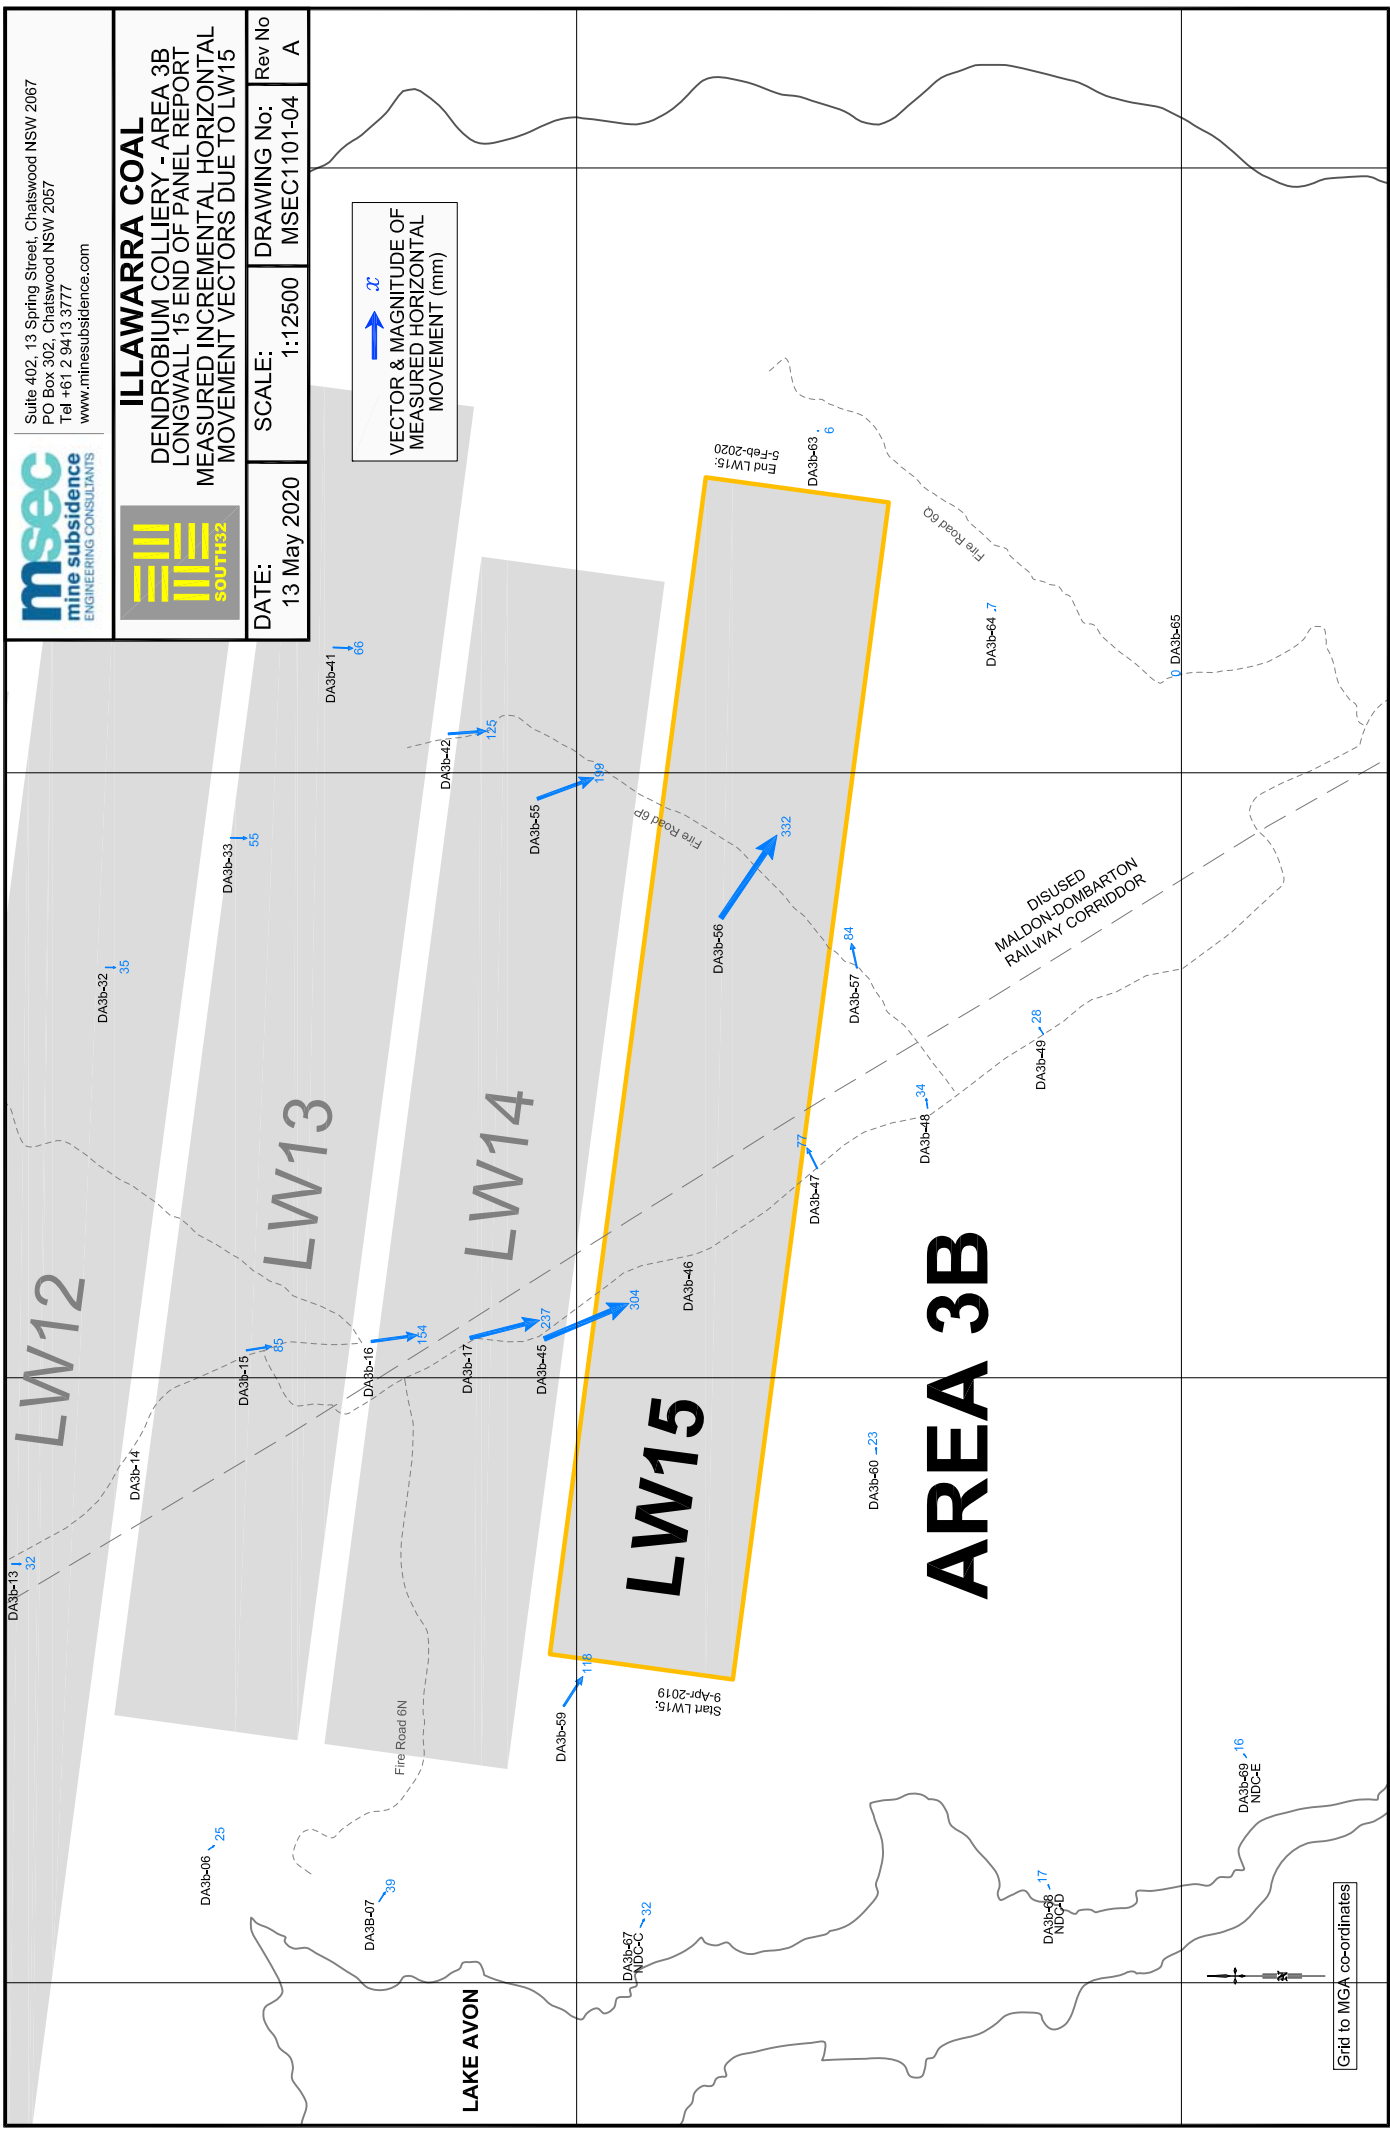 msec
mine subsidence
ENGINEERING CONSULTANTS
Suite 402, 13 Spring Street, Chatswood NSW 2067
PO Box 302, Chatswood NSW 2057
Tel +61 2 9413 3777
www.minesubsidence.com
SOUTH32
ILLAWARRA COAL
DENDROBIUM COLLIERY - AREA 3B
LONGWALL 15 END OF PANEL REPORT
MEASURED INCREMENTAL HORIZONTAL
MOVEMENT VECTORS DUE TO LW15
DATE:
13 May 2020
SCALE:
1:12500
DRAWING No:
MSEC1101-04
Rev No
A
x
VECTOR & MAGNITUDE OF
MEASURED HORIZONTAL
MOVEMENT (mm)
LW12
LW13
LW14
LW15
AREA 3B
LAKE AVON
DA3b-13
32
DA3b-14
DA3b-15
85
DA3b-16
154
DA3b-17
237
DA3b-45
304
DA3b-46
DA3b-06
25
DA3B-07
39
DA3b-59
118
DA3b-67
NDC-C
32
DA3b-68
NDC-D
17
DA3b-69
NDC-E
16
DA3b-60
23
DA3b-47
77
DA3b-48
34
DA3b-49
28
DA3b-57
84
DA3b-56
332
DA3b-55
199
DA3b-42
125
DA3b-41
66
DA3b-33
55
DA3b-32
35
DA3b-63
6
DA3b-64
7
DA3b-65
0
Start LW15:
9-Apr-2019
End LW15:
5-Feb-2020
Fire Road 6N
Fire Road 6P
Fire Road 6Q
DISUSED
MALDON-DOMBARTON
RAILWAY CORRIDDOR
N
Grid to MGA co-ordinates